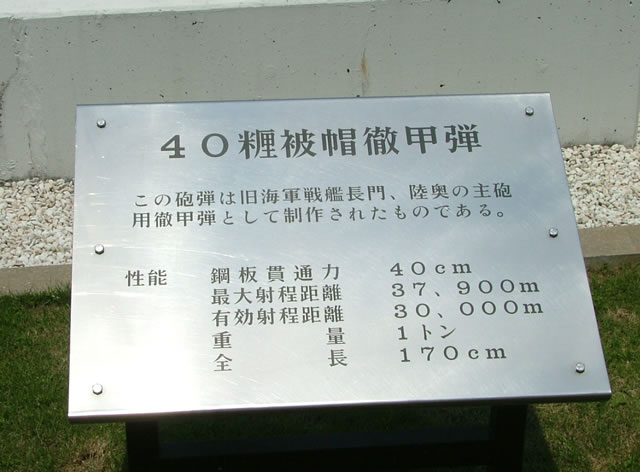 40糎被帽徹甲弾
この砲弾は旧海軍戦艦長門、陸奥の主砲
用徹甲弾として制作されたものである。
性能 鋼板貫通力 40cm
最大射程距離 37、900m
有効射程距離 30、000m
重量 1トン
全長 170cm